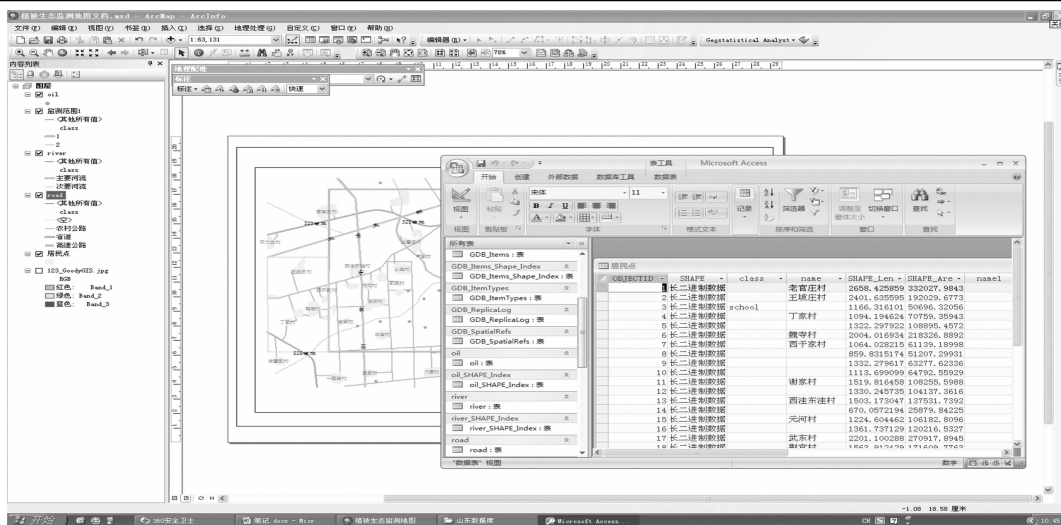 植被生态监测地图文档.mxd - ArcMap - ArcInfo
文件(F) 编辑(E) 视图(V) 书签(B) 插入(I) 选择(S) 地理处理(G) 自定义(C) 窗口(W) 帮助(H)
1:63,131 编辑器(R) Geostatistical Analyst
78%
内容列表
地理配准
标注
标注 快速
图层
oil
监测范围1
<其他所有值>
class
1
2
river
<其他所有值>
class
主要河流
次要河流
road
<其他所有值>
class
农村公路
省道
高速公路
居民点
123_GoodyGIS.jpg
RGB
红色: Band_1
绿色: Band_2
蓝色: Band_3
表工具 Microsoft Access
开始 创建 外部数据 数据库工具 数据表
宋体 11
视图 粘贴 B I U 记录 筛选器 调整至窗体大小 切换窗口 查找
视图 剪贴板 字体 格式文本 排序和筛选 窗口 查找
所有表
GDB_Items : 表
GDB_Items_Shape_Index
GDB_Items_Shape_Index : 表
GDB_ItemTypes
GDB_ItemTypes : 表
GDB_ReplicaLog
GDB_ReplicaLog : 表
GDB_SpatialRefs
GDB_SpatialRefs : 表
oil
oil : 表
oil_SHAPE_Index
oil_SHAPE_Index : 表
river
river : 表
river_SHAPE_Index
river_SHAPE_Index : 表
road
road : 表
居民点
OBJECTID SHAPE class name SHAPE_Len SHAPE_Are name1
1 长二进制数据 老官庄村 2658.425859 332027.9843
2 长二进制数据 王坡庄村 2401.635595 192029.6773
3 长二进制数据 school 1166.316101 50696.32056
4 长二进制数据 丁家村 1094.194624 70759.35943
5 长二进制数据 1322.297922 108895.4572
6 长二进制数据 魏寺村 2004.016934 218326.8892
7 长二进制数据 西于家村 1064.028215 61139.18998
8 长二进制数据 859.8315174 51207.29931
9 长二进制数据 1332.279617 63277.62336
10 长二进制数据 1113.699099 64792.55929
11 长二进制数据 谢家村 1519.816458 108255.5988
12 长二进制数据 1330.245735 104137.3616
13 长二进制数据 西洼东洼村 1503.173047 137531.7392
14 长二进制数据 670.0572194 25879.84225
15 长二进制数据 元河村 1224.604462 106182.8096
16 长二进制数据 1361.737129 120216.5327
17 长二进制数据 武东村 2201.100288 270917.8945
"数据表" 视图 数字
-1.08 18.58 厘米
开始 360安全卫士 笔记.docx - Micr... 植被生态监测地图... 山东数据库 Microsoft Access... CH